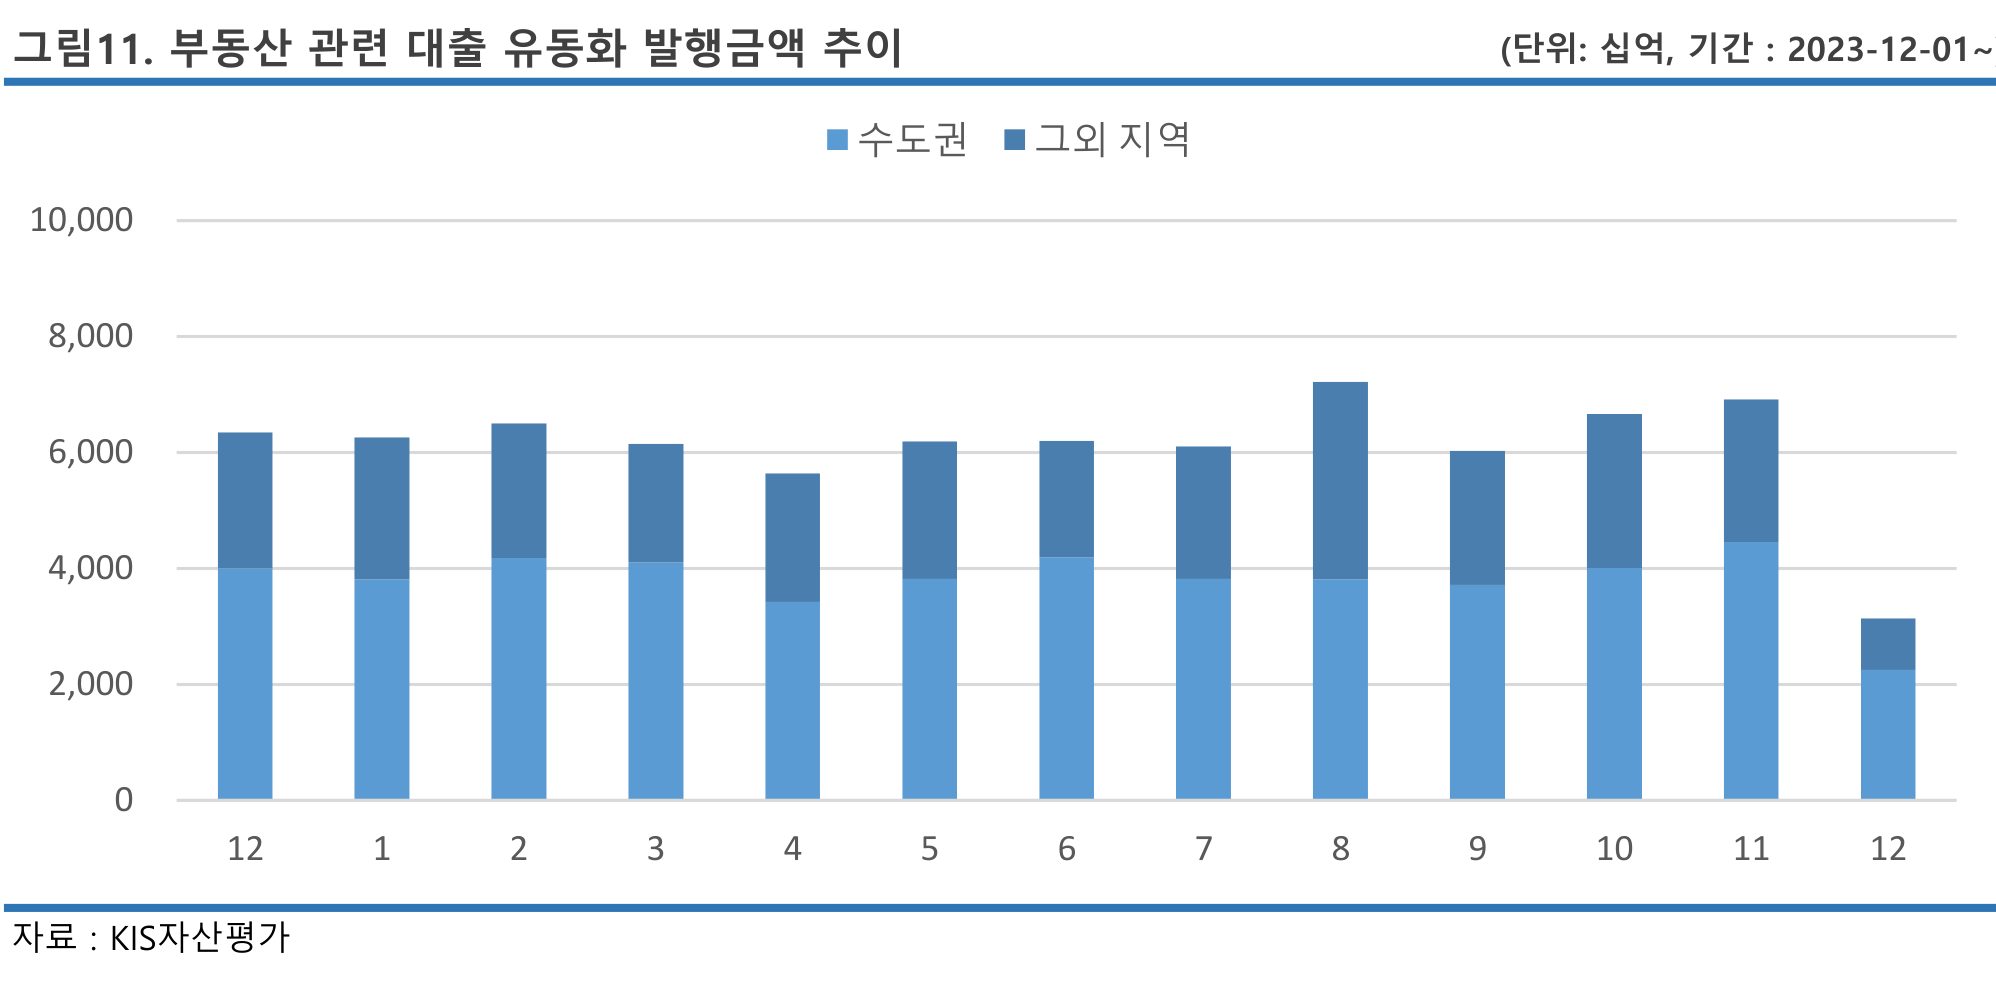 그림11. 부동산 관련 대출 유동화 발행금액 추이
(단위: 십억, 기간 : 2023-12-01~
수도권 그외 지역
10,000
8,000
6,000
4,000
2,000
0
12 1 2 3 4 5 6 7 8 9 10 11 12
자료 : KIS자산평가